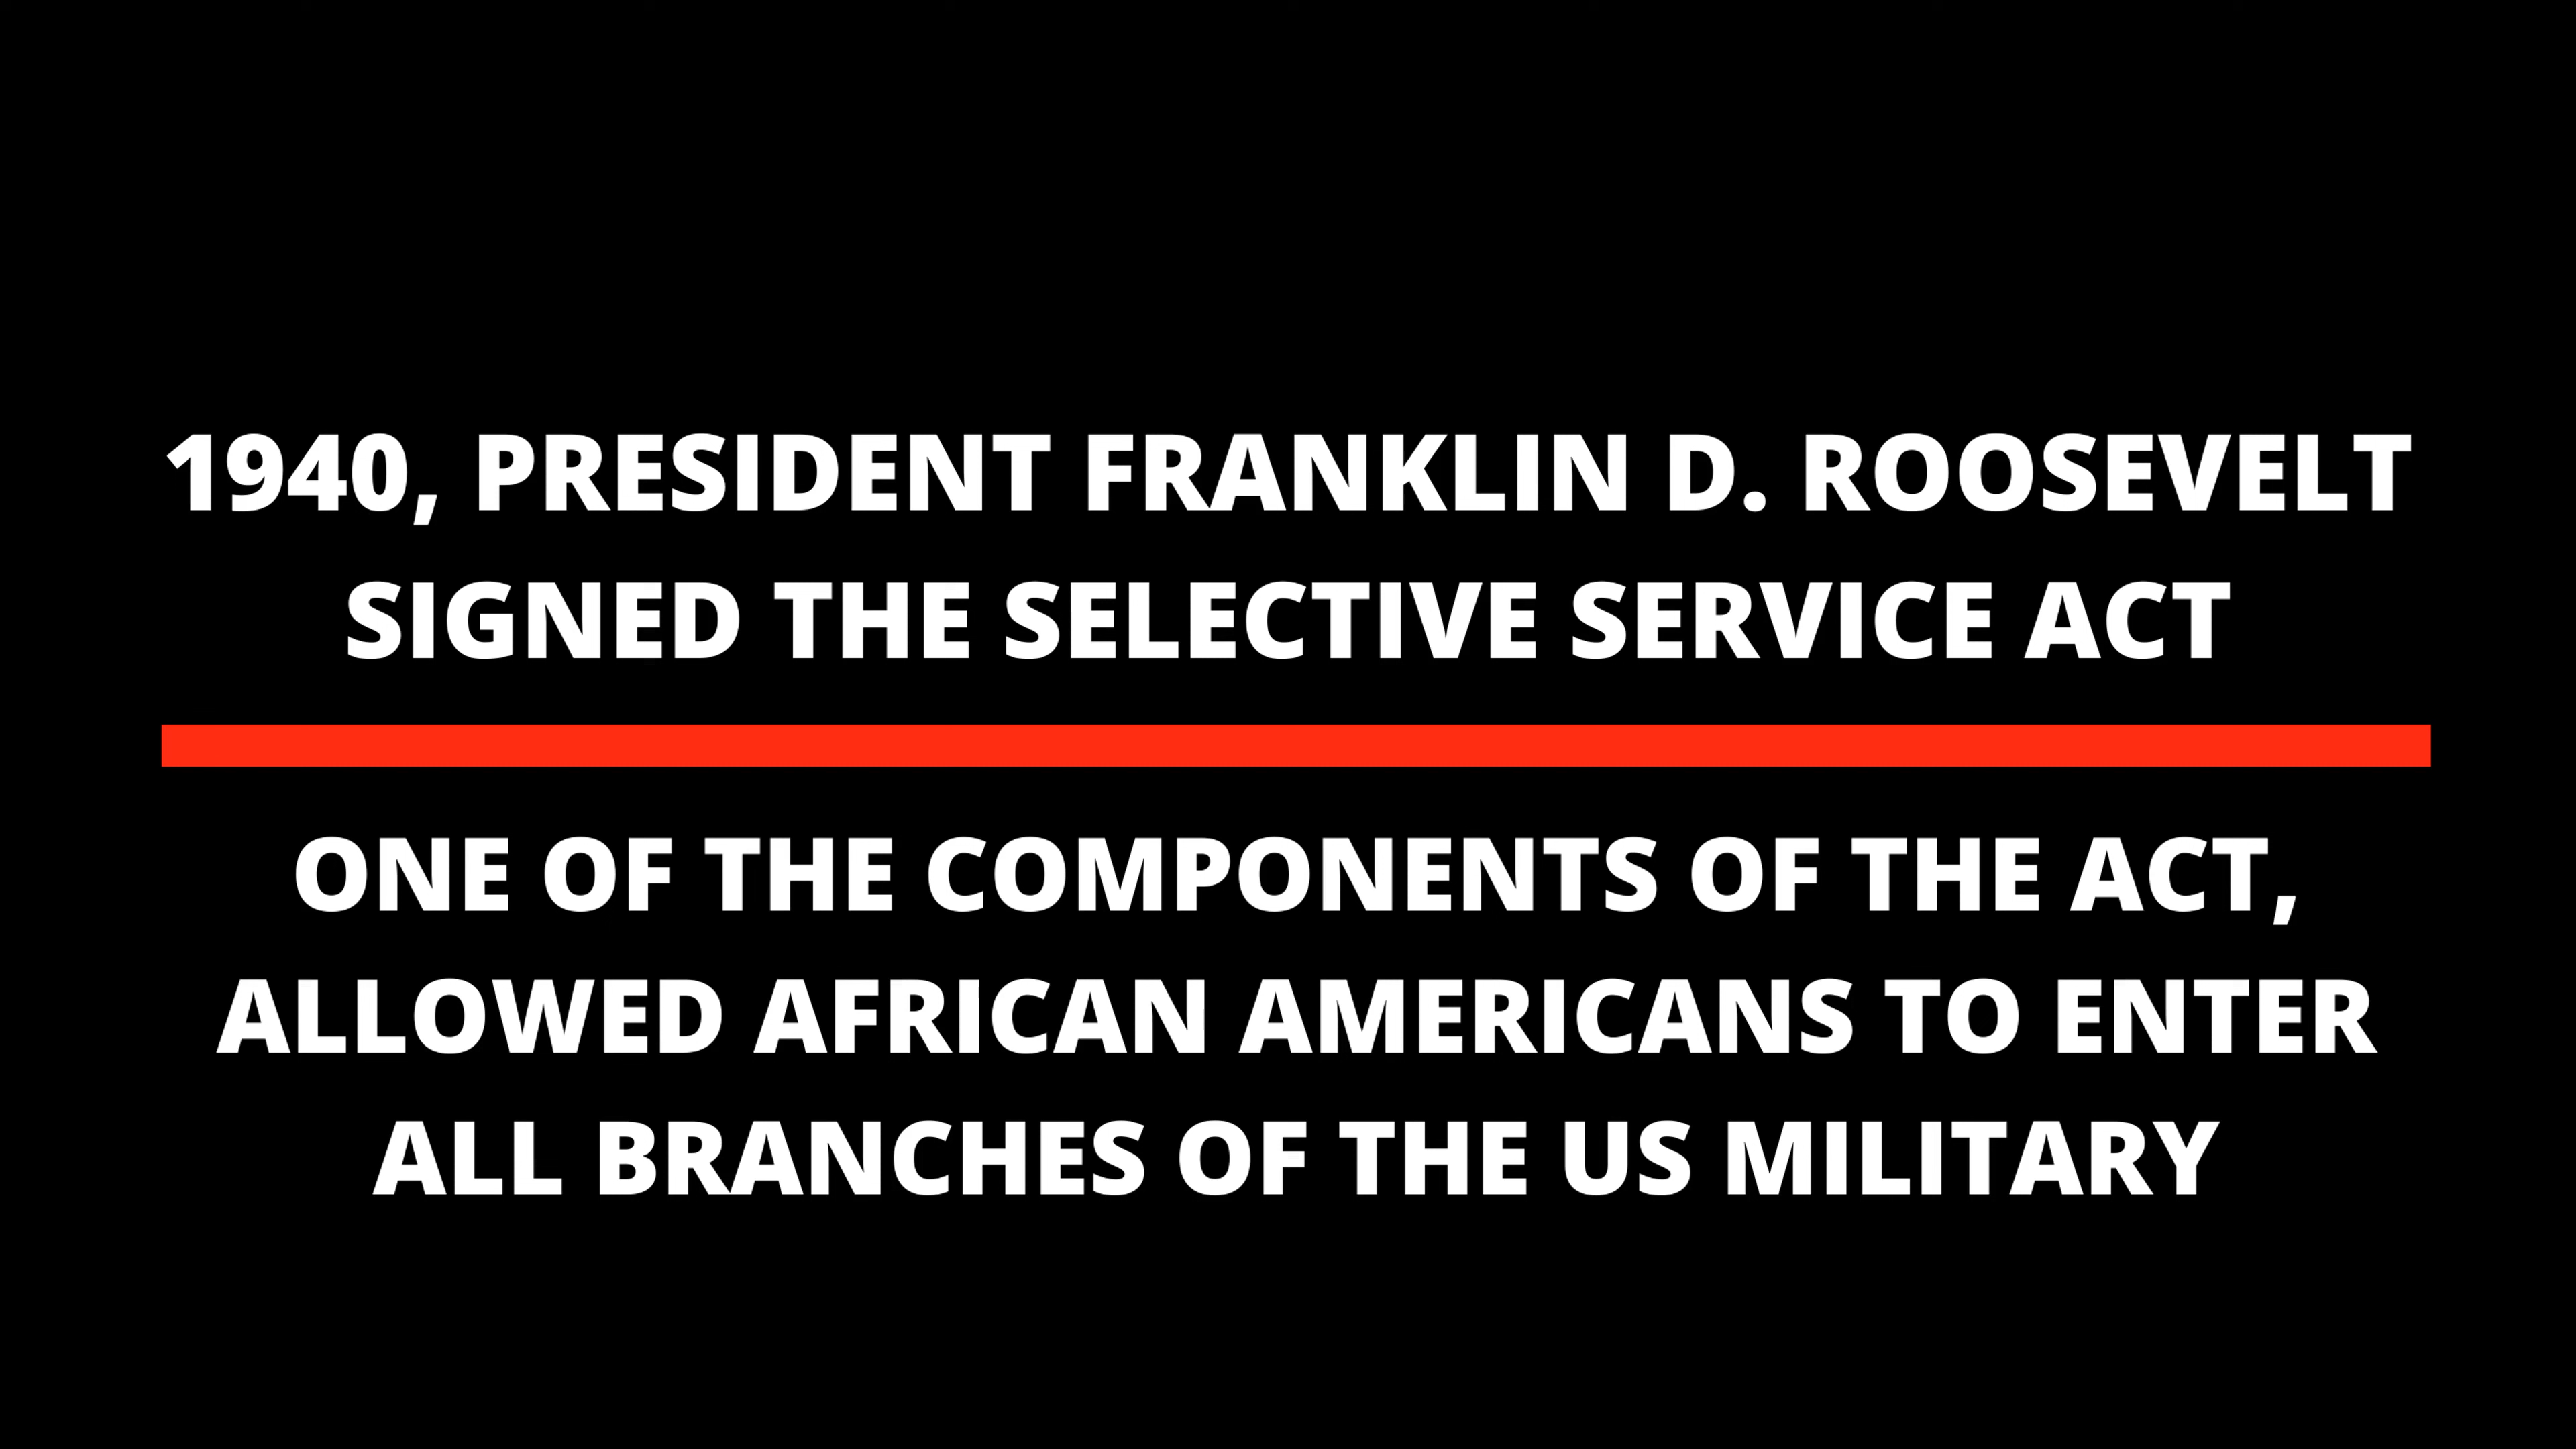 1940, PRESIDENT FRANKLIN D. ROOSEVELT
SIGNED THE SELECTIVE SERVICE ACT
ONE OF THE COMPONENTS OF THE ACT,
ALLOWED AFRICAN AMERICANS TO ENTER
ALL BRANCHES OF THE US MILITARY